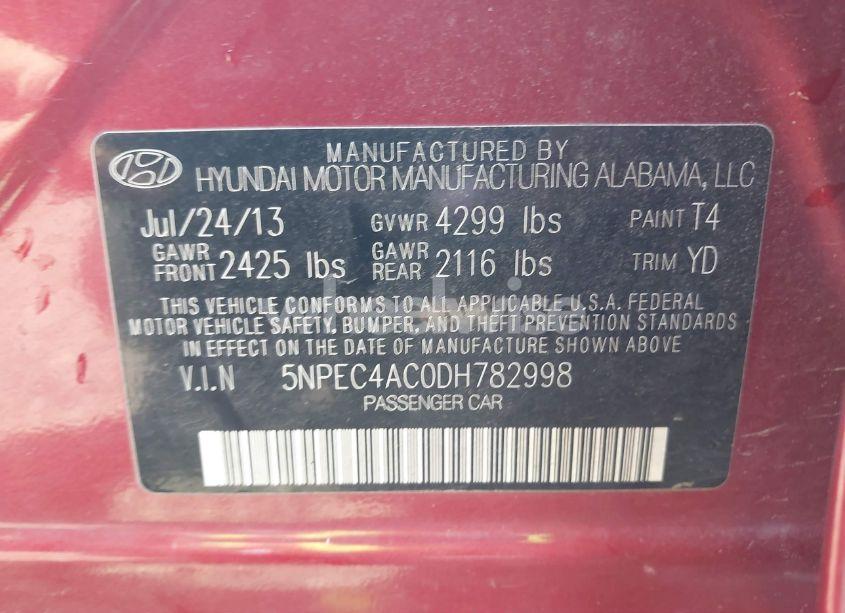 MANUFACTURED BY
HYUNDAI MOTOR MANUFACTURING ALABAMA, LLC
Jul/24/13 GVWR 4299 lbs PAINT T4
GAWR FRONT 2425 lbs GAWR REAR 2116 lbs TRIM YD
THIS VEHICLE CONFORMS TO ALL APPLICABLE U.S.A. FEDERAL
MOTOR VEHICLE SAFETY, BUMPER, AND THEFT PREVENTION STANDARDS
IN EFFECT ON THE DATE OF MANUFACTURE SHOWN ABOVE.
V.I.N 5NPEC4AC0DH782998
PASSENGER CAR